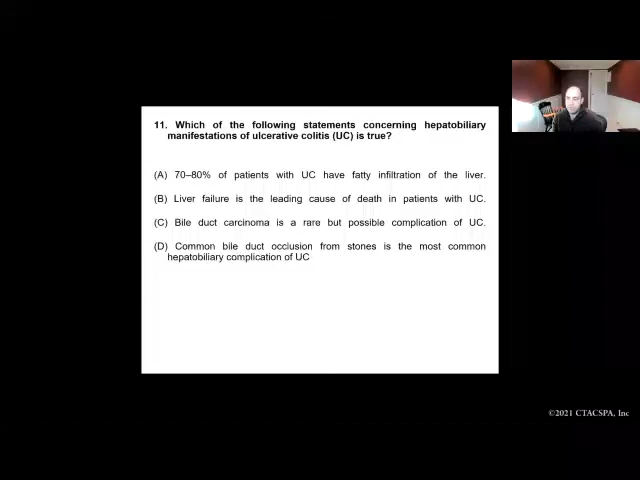 11. Which of the following statements concerning hepatobiliary
manifestations of ulcerative colitis (UC) is true?
(A) 70–80% of patients with UC have fatty infiltration of the liver.
(B) Liver failure is the leading cause of death in patients with UC.
(C) Bile duct carcinoma is a rare but possible complication of UC.
(D) Common bile duct occlusion from stones is the most common
hepatobiliary complication of UC
©2021 CTACSPA, Inc